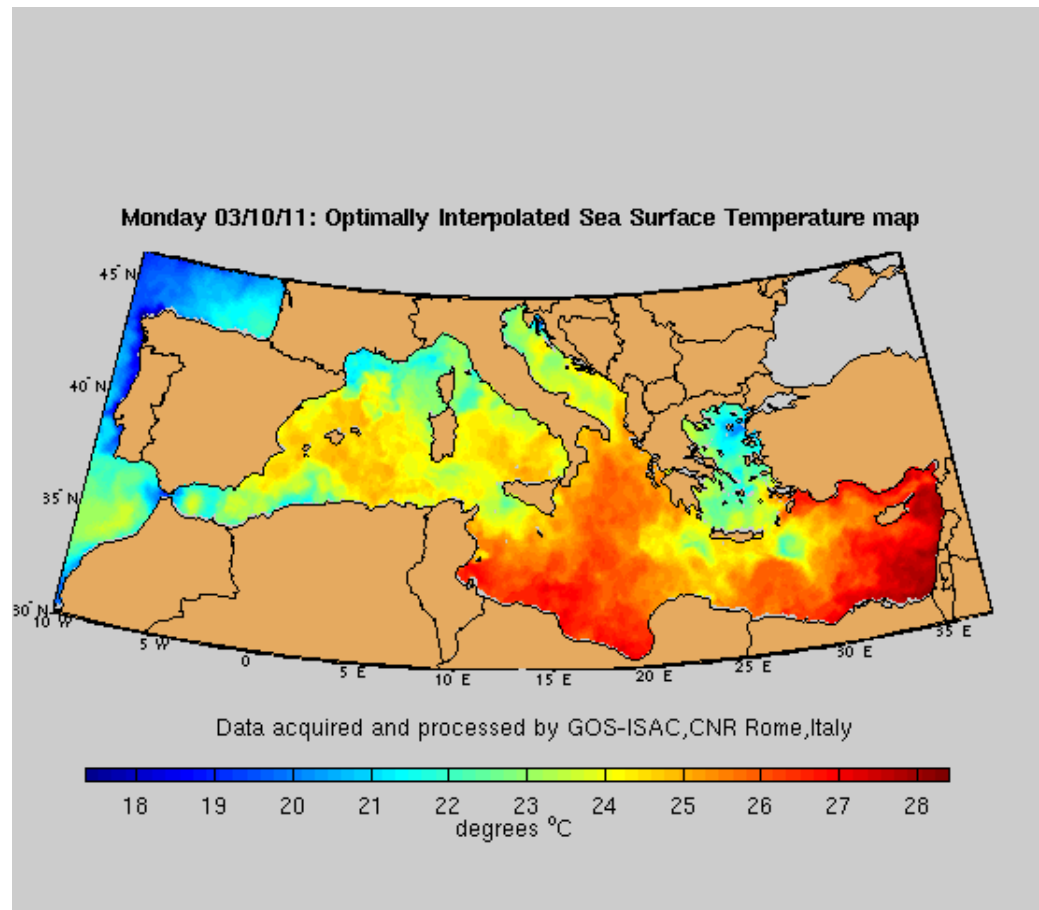 Monday 03/10/11: Optimally Interpolated Sea Surface Temperature map
45° N
40° N
35° N
30° N
10° W
5° W
0
5 E
10 E
15 E
20 E
25 E
30 E
35 E
Data acquired and processed by GOS-ISAC,CNR Rome,Italy
18 19 20 21 22 23 24 25 26 27 28
degrees °C